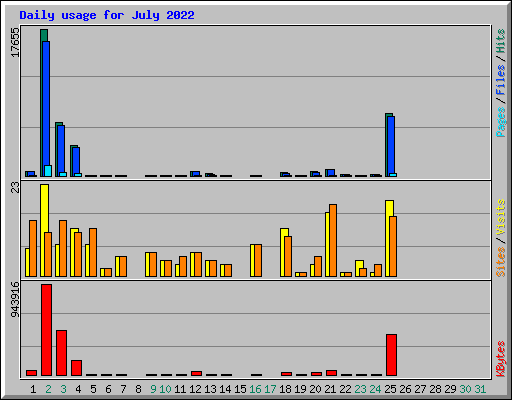 Daily usage for July 2022
17655
Pages / Files / Hits
23
Sites / Visits
943916
KBytes
1 2 3 4 5 6 7 8 9 10 11 12 13 14 15 16 17 18 19 20 21 22 23 24 25 26 27 28 29 30 31